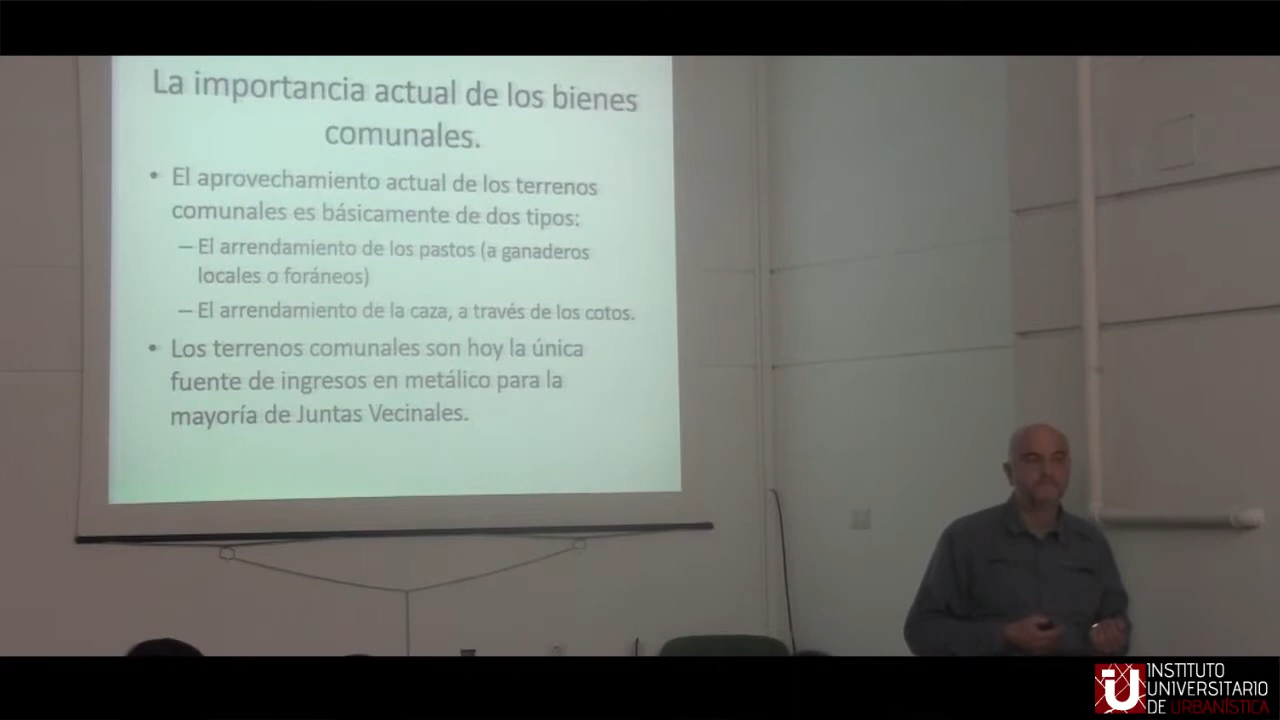 La importancia actual de los bienes
comunales.
• El aprovechamiento actual de los terrenos
comunales es básicamente de dos tipos:
– El arrendamiento de los pastos (a ganaderos
locales o foráneos)
– El arrendamiento de la caza, a través de los cotos.
• Los terrenos comunales son hoy la única
fuente de ingresos en metálico para la
mayoría de Juntas Vecinales.
iU INSTITUTO
UNIVERSITARIO
DE URBANÍSTICA